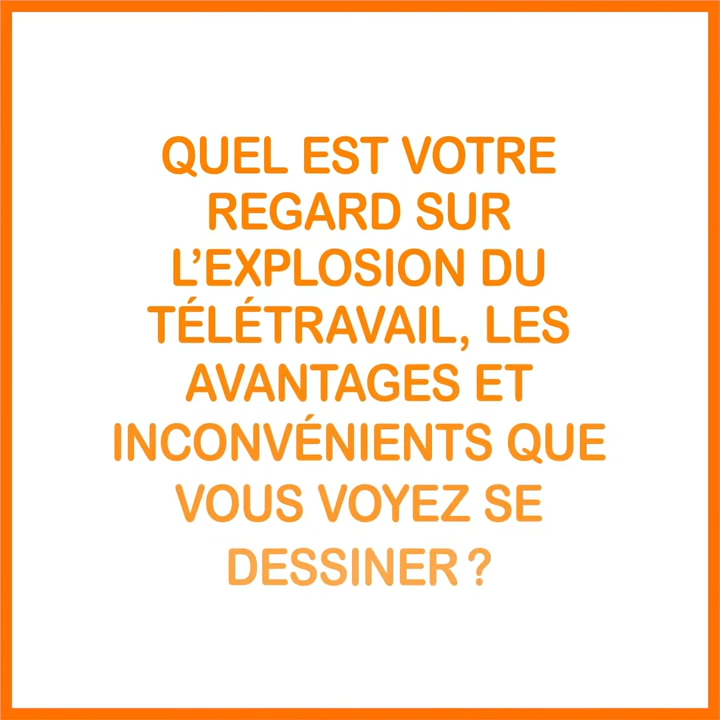 QUEL EST VOTRE
REGARD SUR
L’EXPLOSION DU
TÉLÉTRAVAIL, LES
AVANTAGES ET
INCONVÉNIENTS QUE
VOUS VOYEZ SE
DESSINER ?